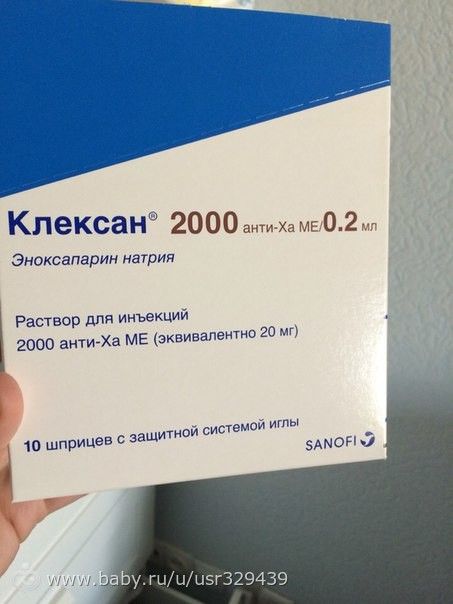 Клексан® 2000 анти-Ха МЕ/0.2 мл
Эноксапарин натрия
Раствор для инъекций
2000 анти-Ха МЕ (эквивалентно 20 мг)
10 шприцев с защитной системой иглы
SANOFI
www.baby.ru/u/usr329439